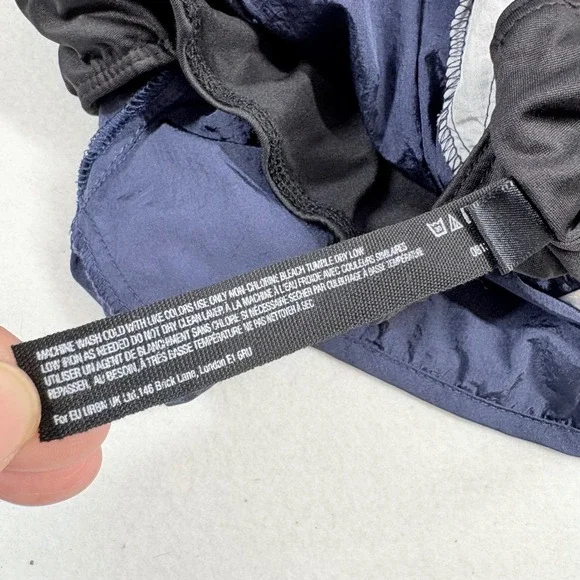 MACHINE WASH COLD WITH LIKE COLORS USE ONLY NON-CHLORINE BLEACH TUMBLE DRY LOW
LOW IRON AS NEEDED DO NOT DRY CLEAN LAVER À LA MACHINE À L'EAU FROIDE AVEC COULEURS SIMILAIRES
UTILISER UN AGENT DE BLANCHIMENT SANS CHLORE SI NÉCESSAIRE SÉCHER PAR CULBUTAGE À BASSE TEMPÉRATURE
REPASSER, AU BESOIN, À TRÈS BASSE TEMPÉRATURE NE PAS NETTOYER À SEC
For EU URBN UK Ltd, 146 Brick Lane, London E1 6RU